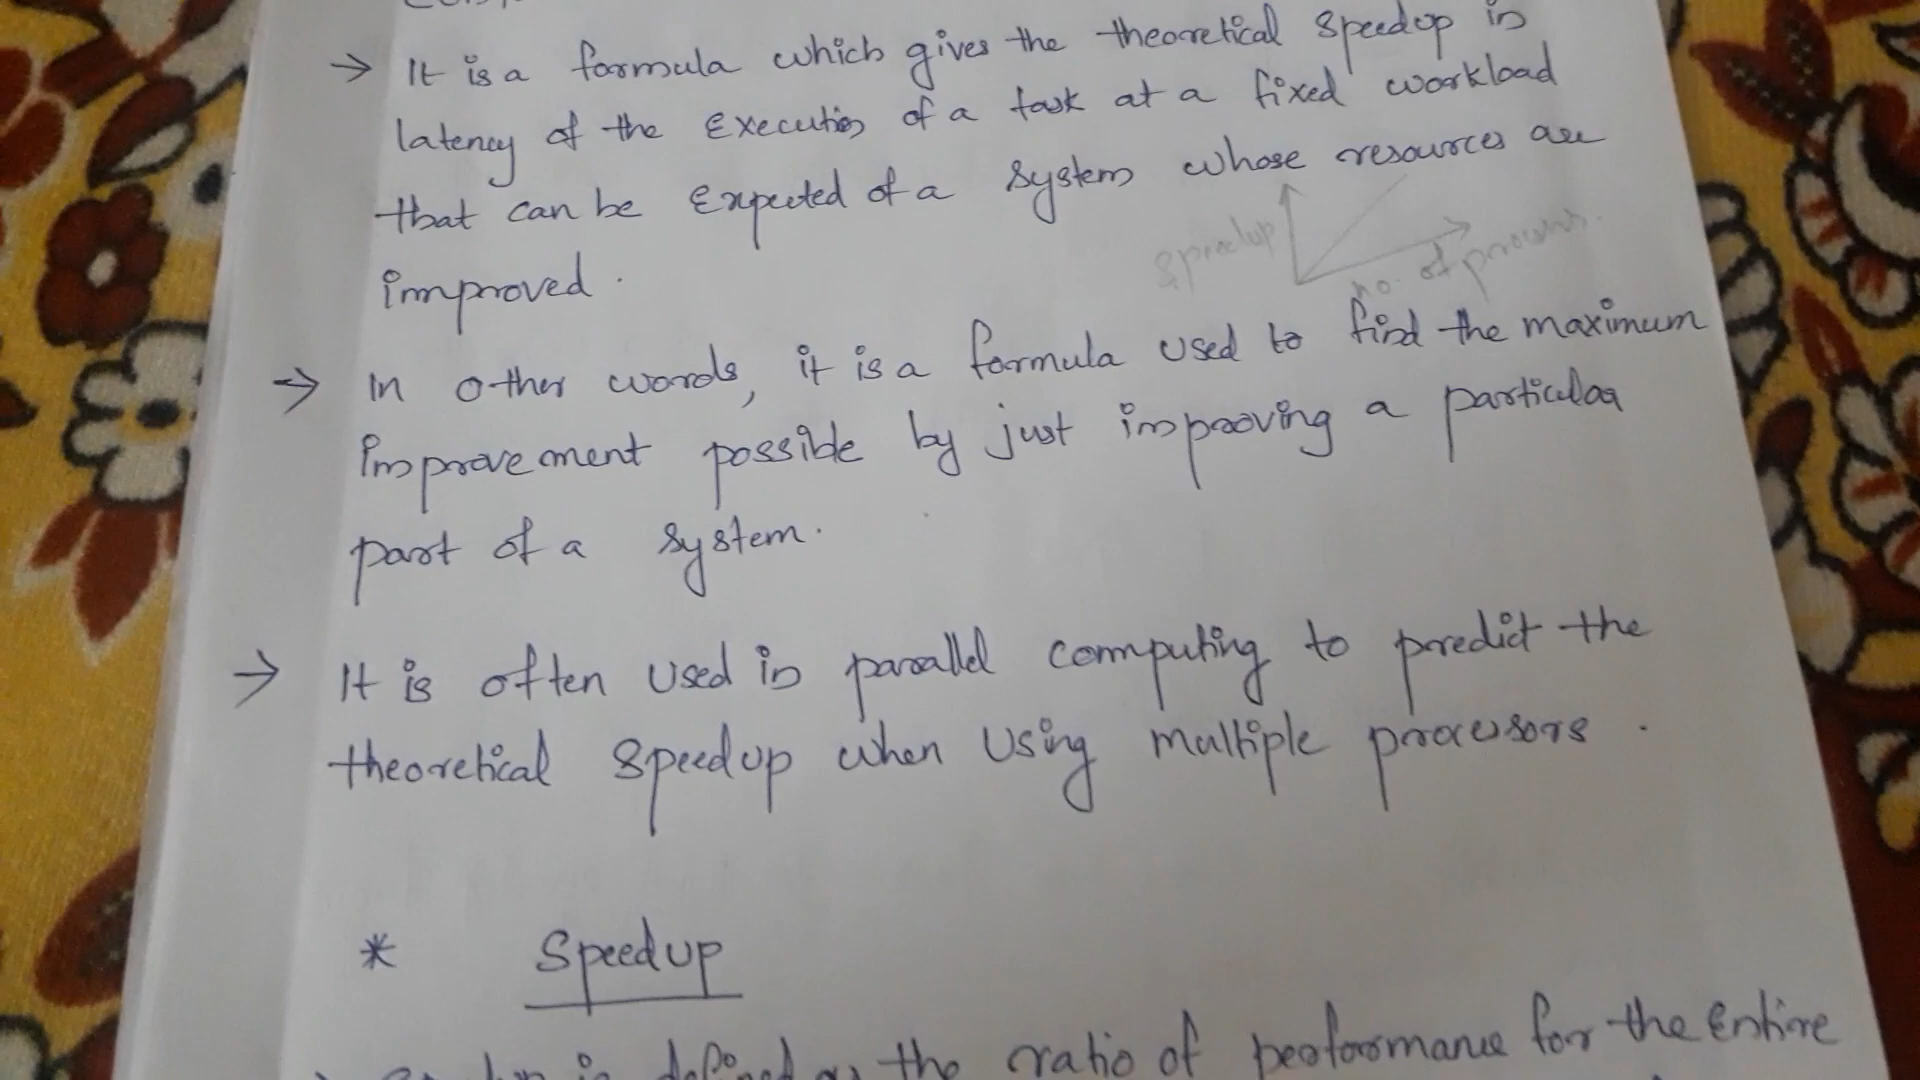 → It is a formula which gives the theoretical speedup in
latency of the Execution of a task at a fixed workload
that can be Expected of a system whose resources are
improved.
speedup
no. of
→ In other words, it is a formula used to find the maximum
improvement possible by just improving a particular
part of a system.
→ It is often used in parallel computing to predict the
theoretical speedup when using multiple processors.
* Speedup
is defined as the ratio of performance for the Entire